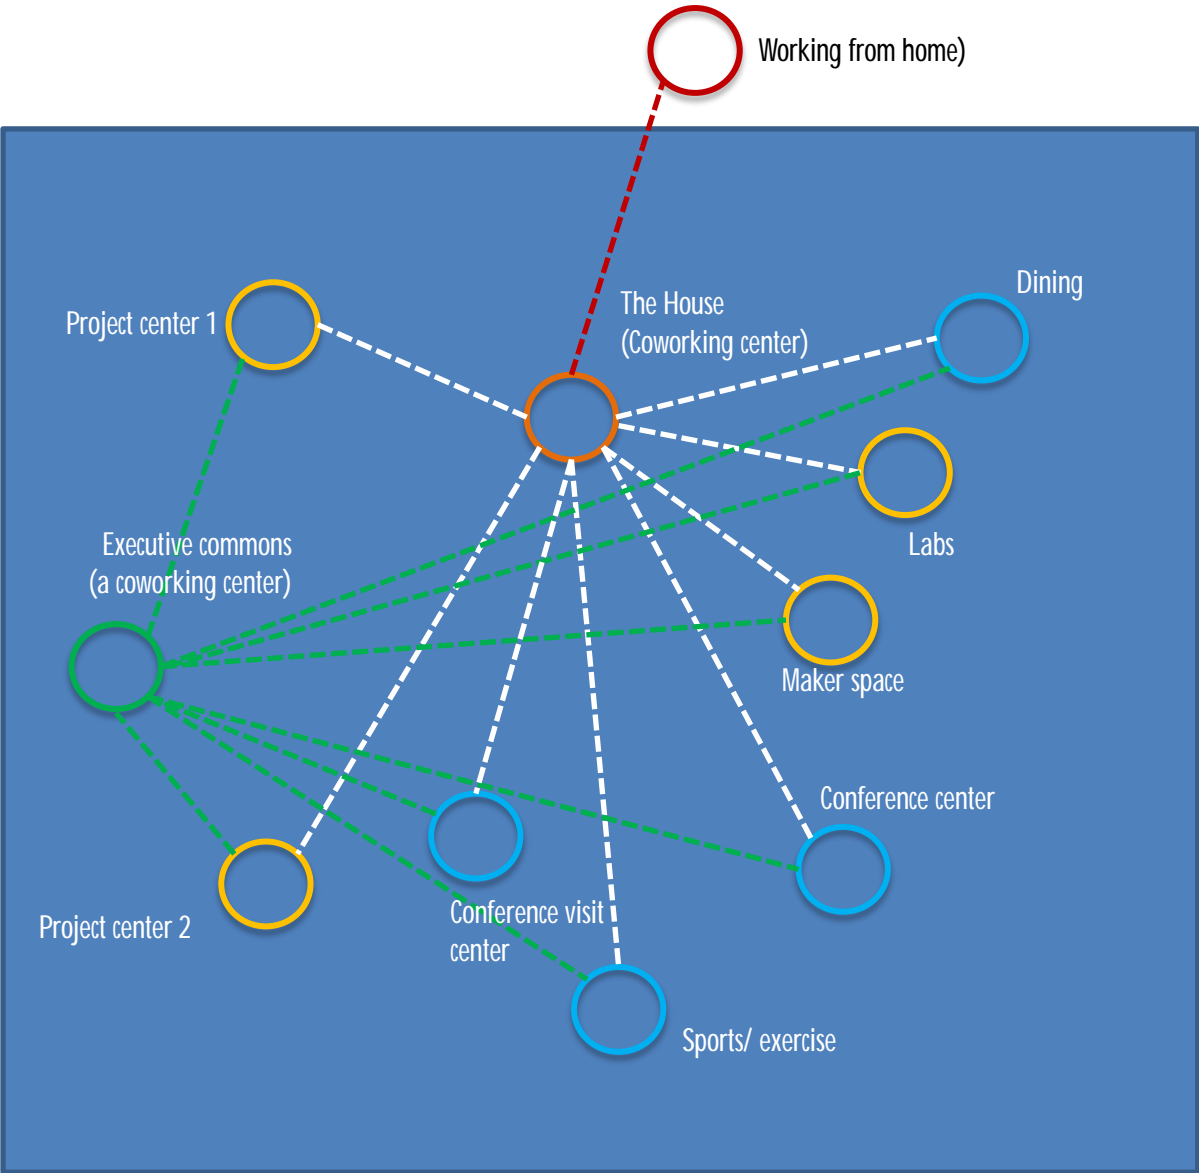 Working from home)
The House
(Coworking center)
Dining
Project center 1
Labs
Executive commons
(a coworking center)
Maker space
Conference center
Conference visit
center
Project center 2
Sports/ exercise